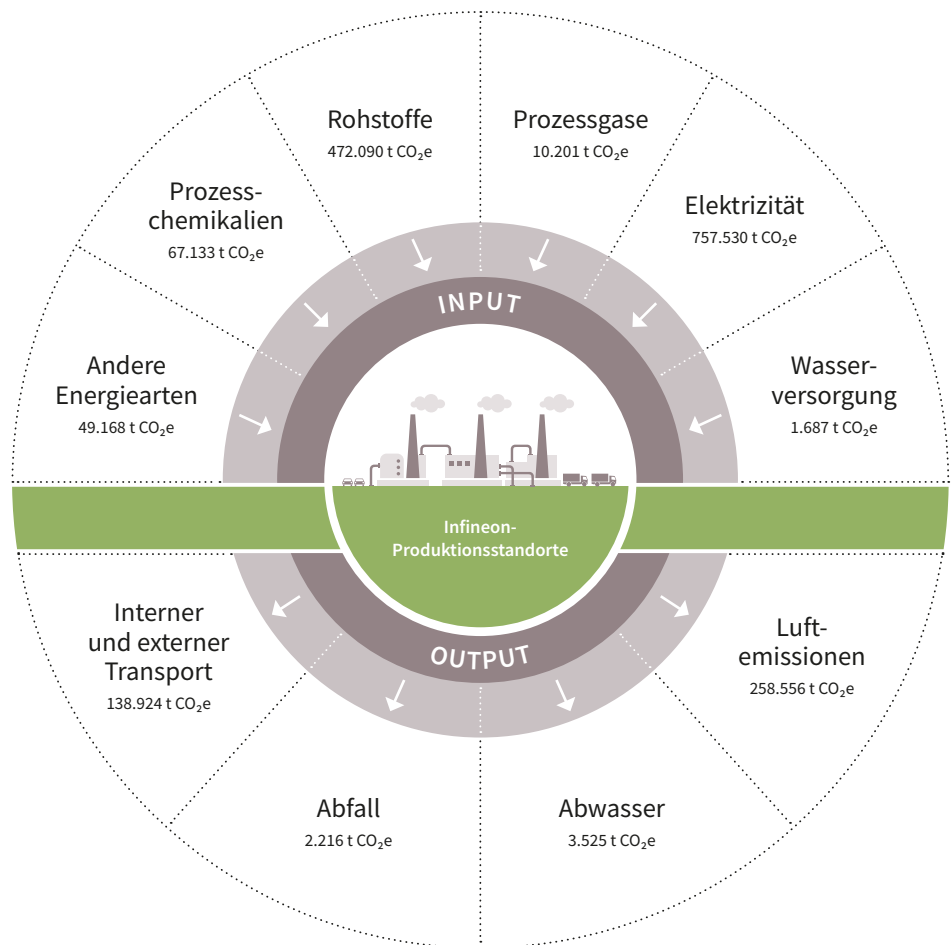 Rohstoffe
472.090 t CO₂e
Prozessgase
10.201 t CO₂e
Prozess-
chemikalien
67.133 t CO₂e
Elektrizität
757.530 t CO₂e
Andere
Energiearten
49.168 t CO₂e
Wasser-
versorgung
1.687 t CO₂e
INPUT
Infineon-
Produktionsstandorte
OUTPUT
Interner
und externer
Transport
138.924 t CO₂e
Luft-
emissionen
258.556 t CO₂e
Abfall
2.216 t CO₂e
Abwasser
3.525 t CO₂e